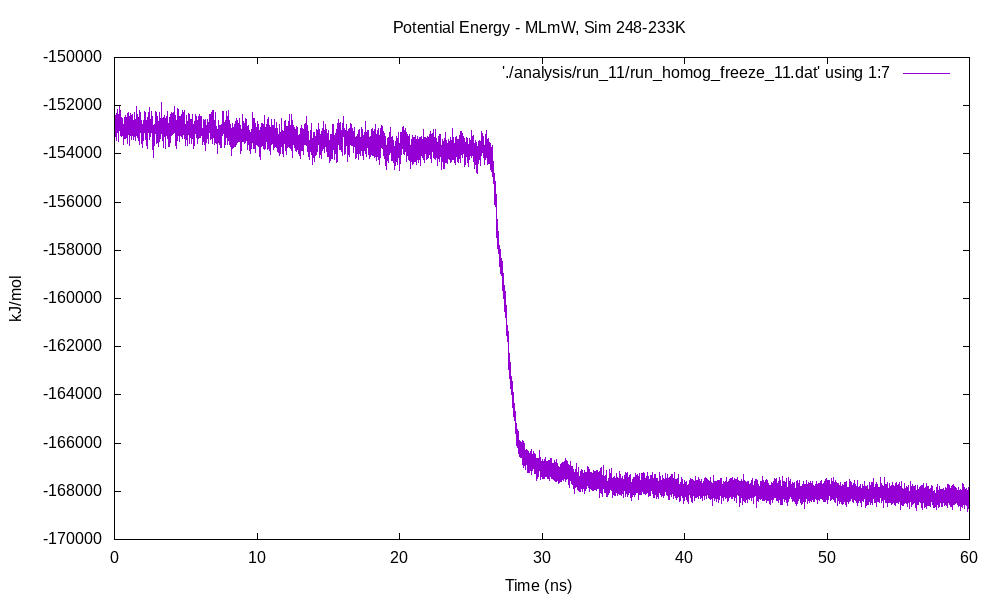 Potential Energy - MLmW, Sim 248-233K
'./analysis/run_11/run_homog_freeze_11.dat' using 1:7
-150000
-152000
-154000
-156000
-158000
-160000
-162000
-164000
-166000
-168000
-170000
kJ/mol
0 10 20 30 40 50 60
Time (ns)